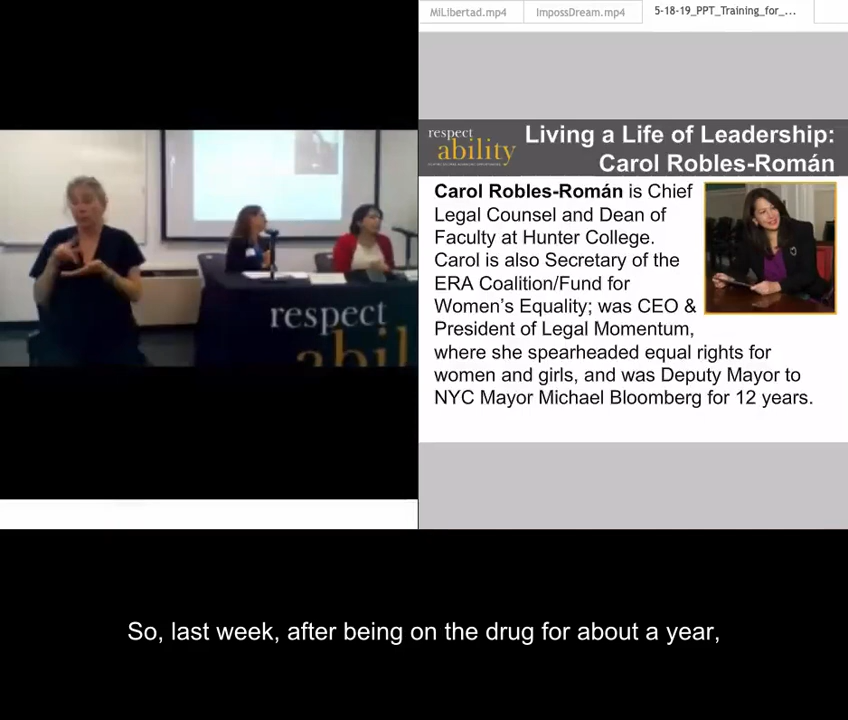 MiLibertad.mp4
ImpossDream.mp4
5-18-19_PPT_Training_for_...
respect
ability
Living a Life of Leadership:
Carol Robles-Román
Carol Robles-Román is Chief
Legal Counsel and Dean of
Faculty at Hunter College.
Carol is also Secretary of the
ERA Coalition/Fund for
Women's Equality; was CEO &
President of Legal Momentum,
where she spearheaded equal rights for
women and girls, and was Deputy Mayor to
NYC Mayor Michael Bloomberg for 12 years.
respect
abil
So, last week, after being on the drug for about a year,